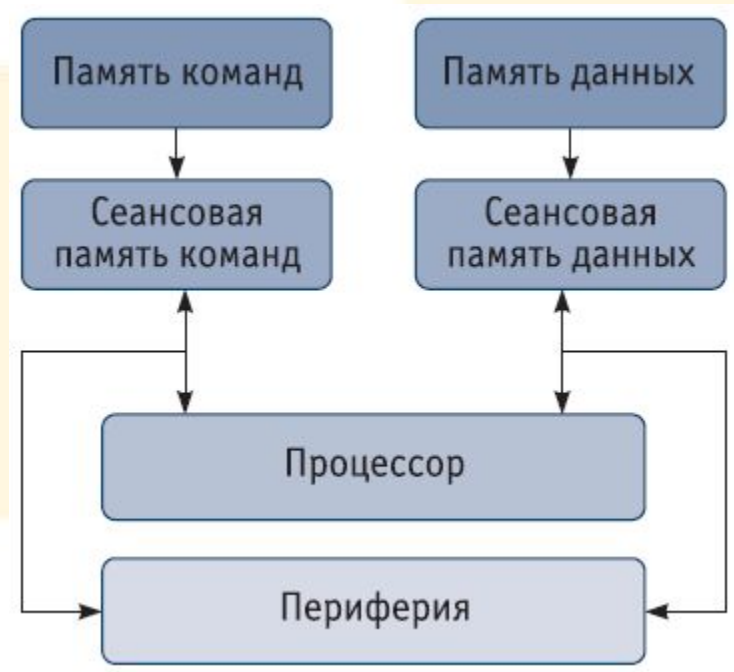 Память команд
Память данных
Сеансовая
память команд
Сеансовая
память данных
Процессор
Периферия